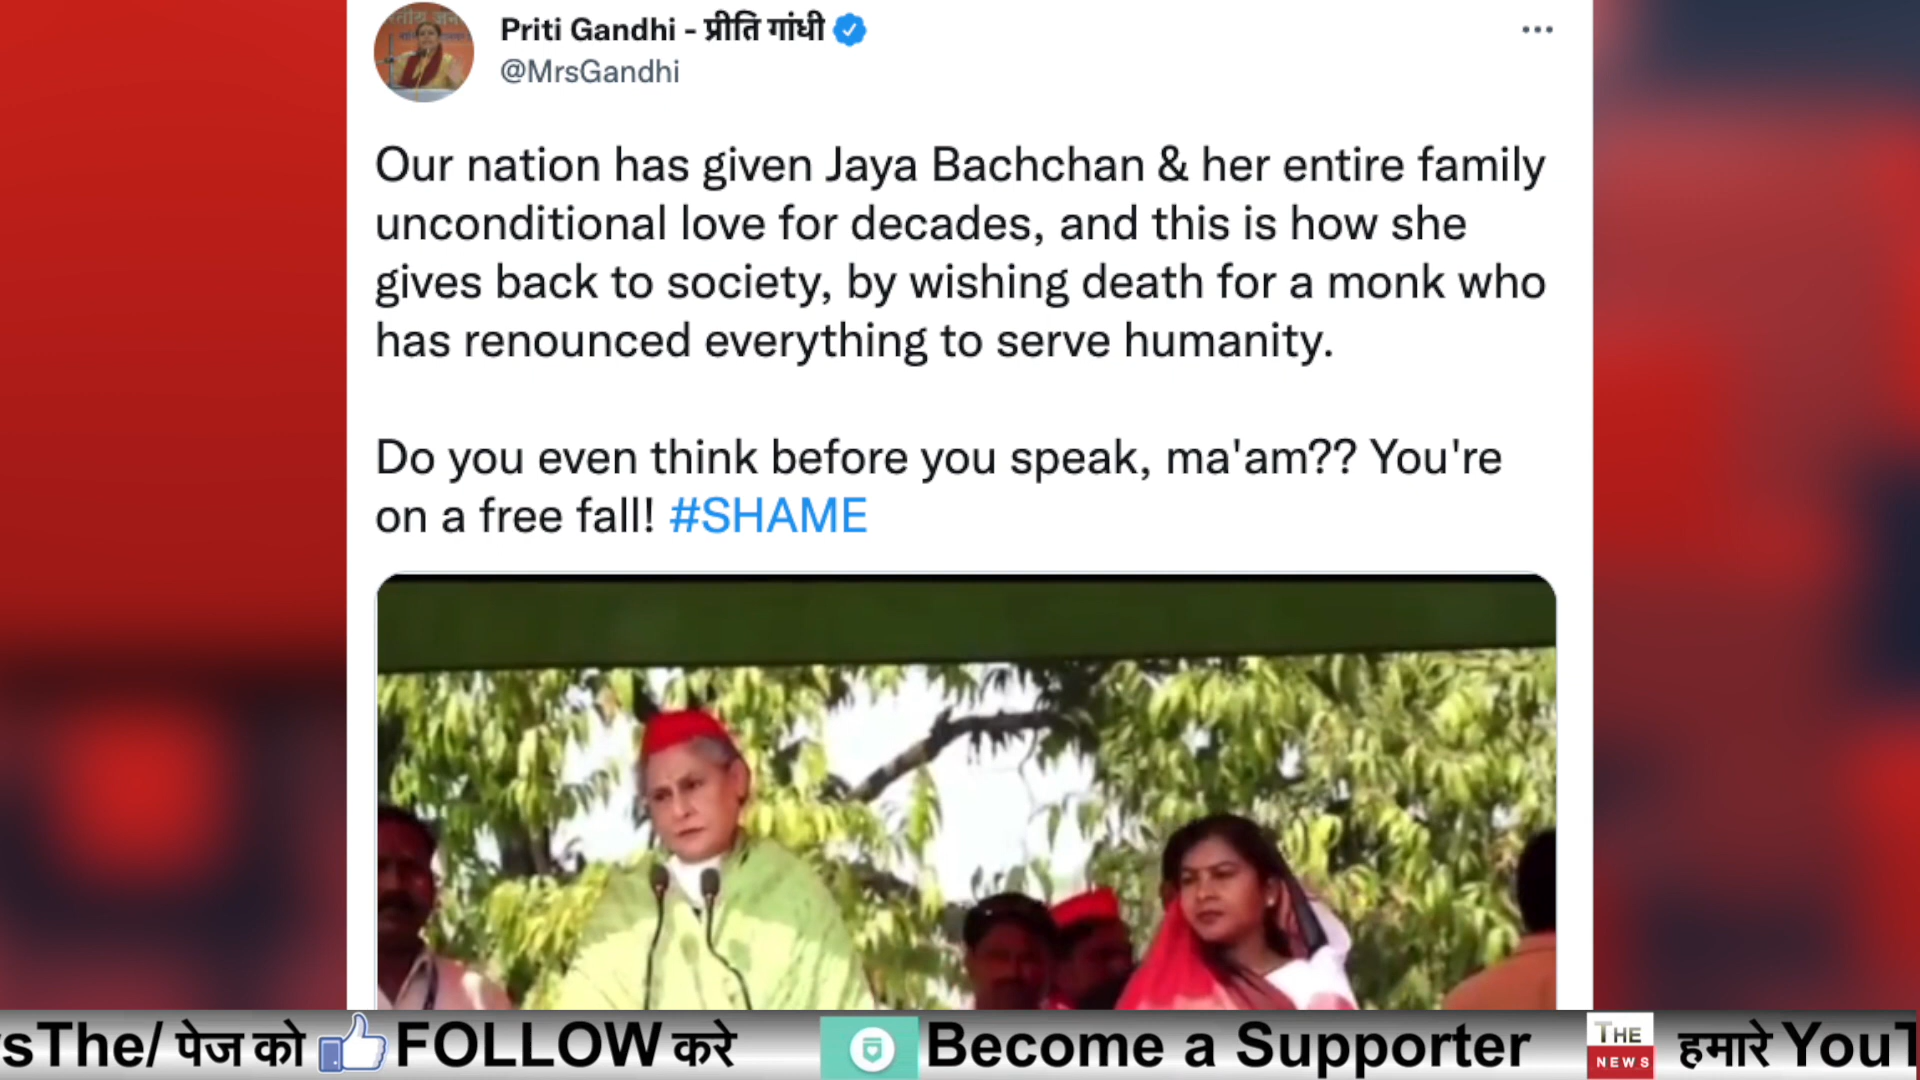 Priti Gandhi - प्रीति गांधी
@MrsGandhi
Our nation has given Jaya Bachchan & her entire family
unconditional love for decades, and this is how she
gives back to society, by wishing death for a monk who
has renounced everything to serve humanity.
Do you even think before you speak, ma'am?? You're
on a free fall! #SHAME
sThe/ पेज को FOLLOW करे Become a Supporter THE NEWS हमारे YouT